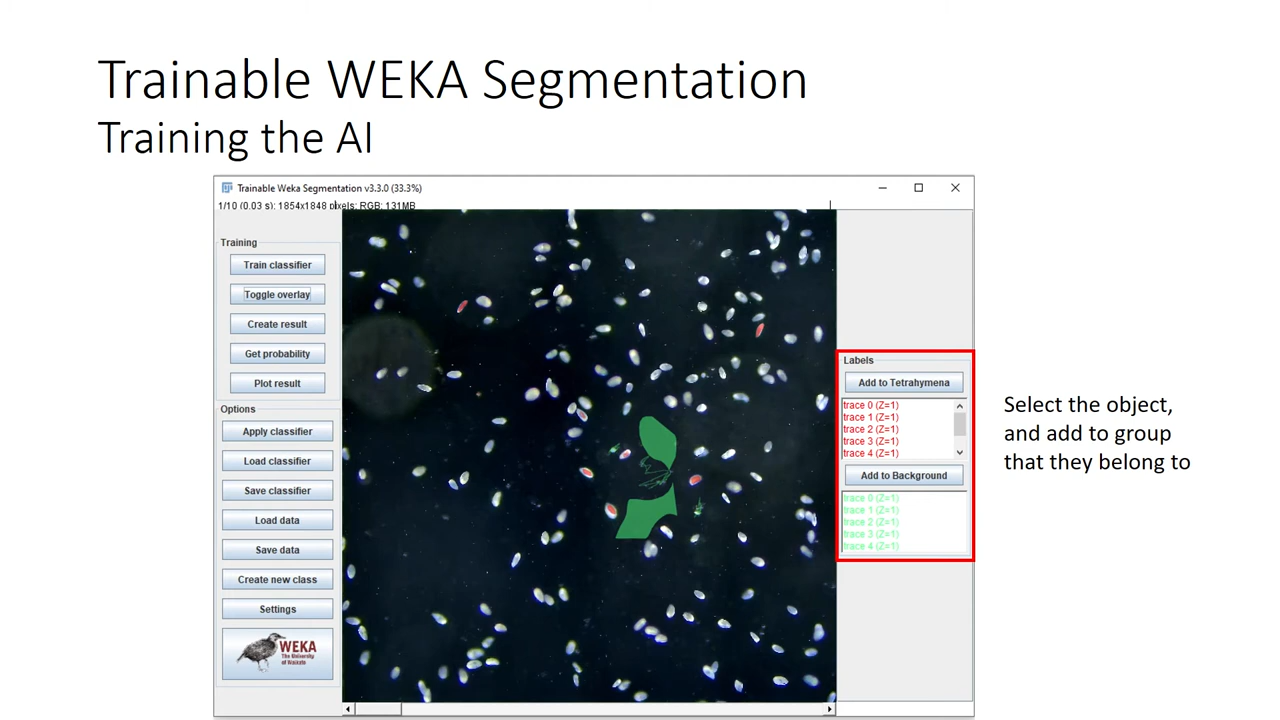 Trainable WEKA Segmentation
Training the AI
Trainable Weka Segmentation v3.3.0 (33.3%)
1/10 (0.03 s); 1854x1848 pixels; RGB; 131MB
Training
Train classifier
Toggle overlay
Create result
Get probability
Plot result
Options
Apply classifier
Load classifier
Save classifier
Load data
Save data
Create new class
Settings
WEKA
The University
of Waikato
Labels
Add to Tetrahymena
trace 0 (Z=1)
trace 1 (Z=1)
trace 2 (Z=1)
trace 3 (Z=1)
trace 4 (Z=1)
Add to Background
trace 0 (Z=1)
trace 1 (Z=1)
trace 2 (Z=1)
trace 3 (Z=1)
trace 4 (Z=1)
Select the object,
and add to group
that they belong to